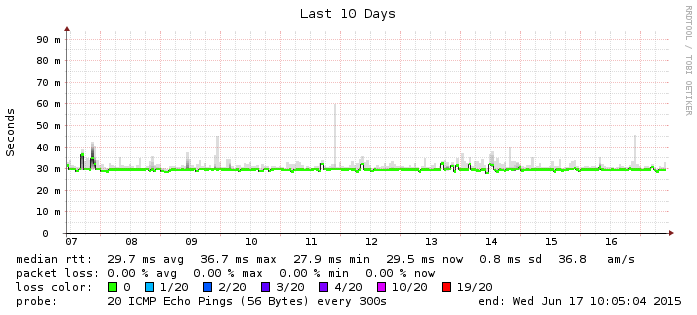 Last 10 Days
RRDTOOL / TOBI OETIKER
Seconds
90 m
80 m
70 m
60 m
50 m
40 m
30 m
20 m
10 m
0
07 08 09 10 11 12 13 14 15 16
median rtt: 29.7 ms avg 36.7 ms max 27.9 ms min 29.5 ms now 0.8 ms sd 36.8 am/s
packet loss: 0.00 % avg 0.00 % max 0.00 % min 0.00 % now
loss color: 0 1/20 2/20 3/20 4/20 10/20 19/20
probe: 20 ICMP Echo Pings (56 Bytes) every 300s end: Wed Jun 17 10:05:04 2015